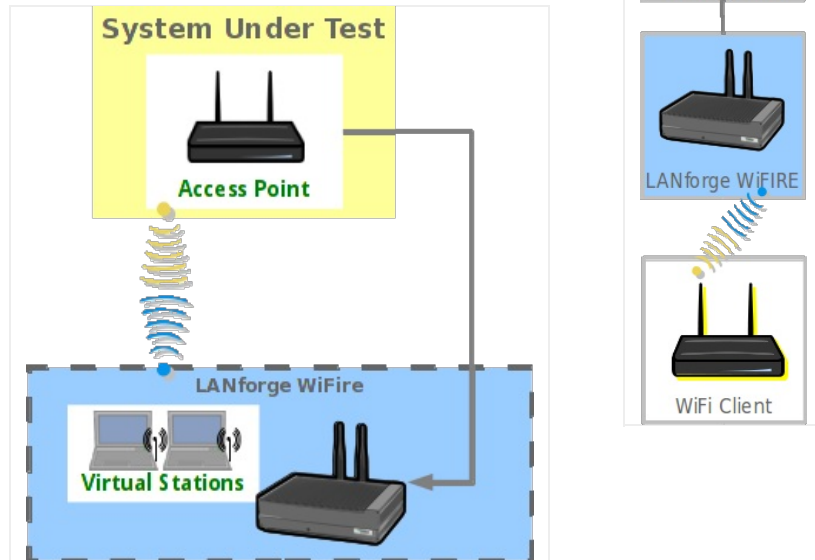 System Under Test
Access Point
LANforge WiFire
Virtual Stations
LANforge WiFIRE
WiFi Client